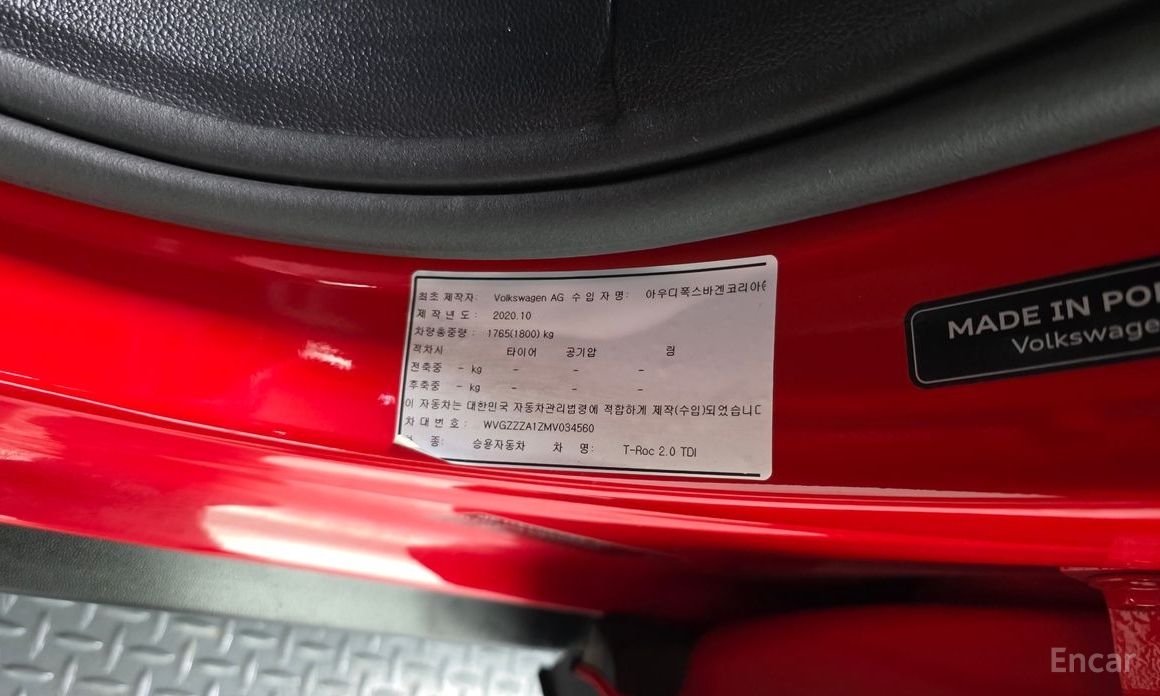 최초 제작자: Volkswagen AG 수 입 자 명: 아우디폭스바겐코리아(
제 작 년 도 : 2020.10
차량총중량 : 1765(1800) kg
적차시 타이어 공기압 림
전축중 - kg - - -
후축중 - kg - - -
이 자동차는 대한민국 자동차관리법령에 적합하게 제작(수입)되었습니다
차 대 번 호 : WVGZZZA1ZMV034560
종: 승용자동차 차 명: T-Roc 2.0 TDI
MADE IN PO
Volkswage
Encar